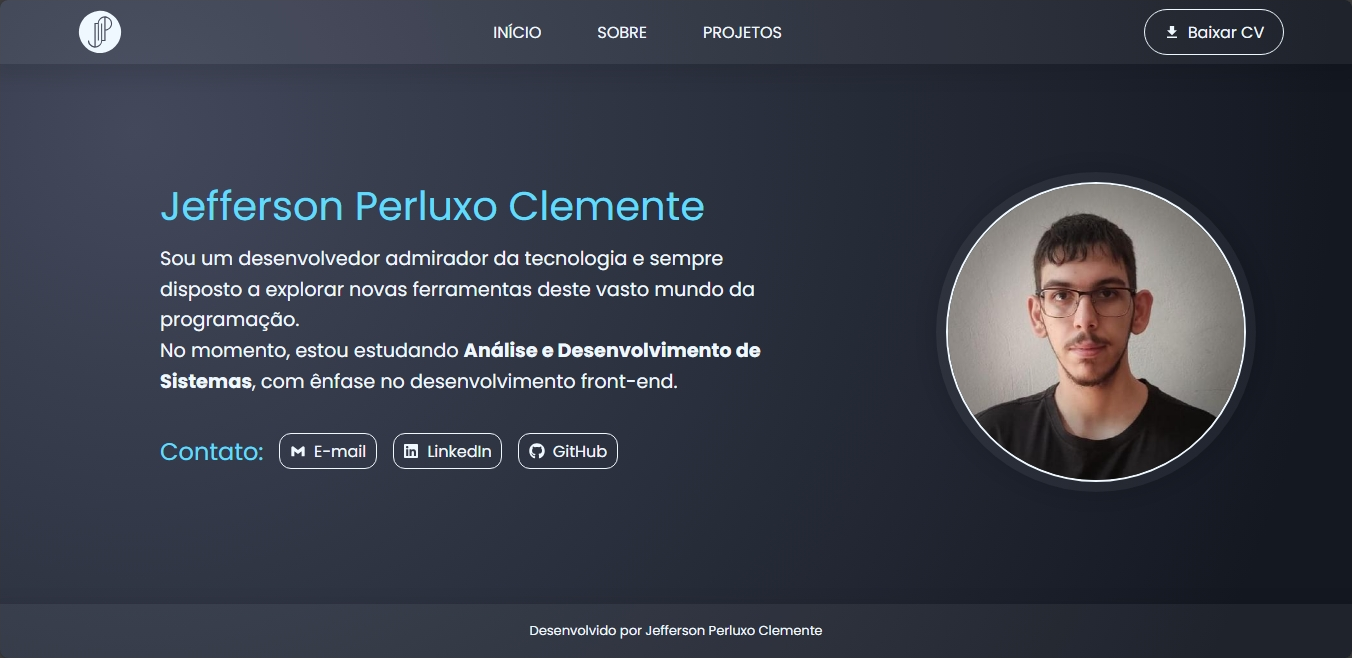 JP
INÍCIO
SOBRE
PROJETOS
Baixar CV
Jefferson Perluxo Clemente
Sou um desenvolvedor admirador da tecnologia e sempre
disposto a explorar novas ferramentas deste vasto mundo da
programação.
No momento, estou estudando Análise e Desenvolvimento de
Sistemas, com ênfase no desenvolvimento front-end.
Contato:
E-mail
LinkedIn
GitHub
Desenvolvido por Jefferson Perluxo Clemente